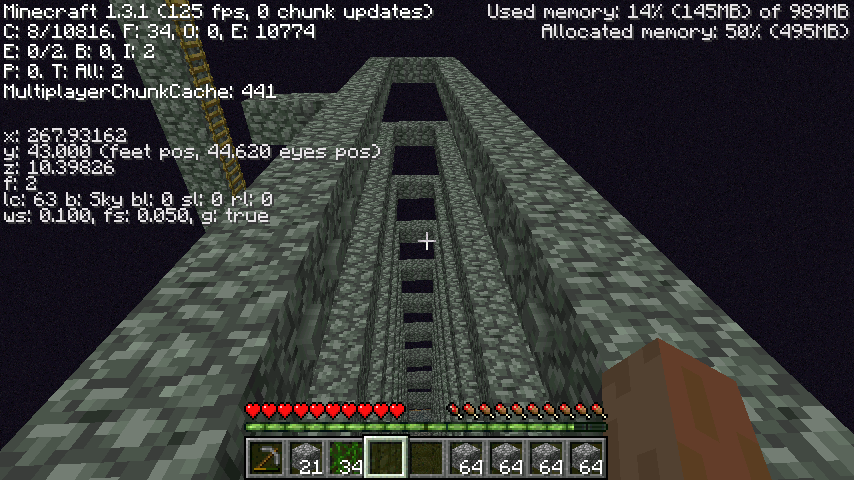 Minecraft 1.3.1 (125 fps, 0 chunk updates)
C: 8/10816. F: 34, O: 0, E: 10774
E: 0/2. B: 0, I: 2
P: 0. T: All: 2
MultiplayerChunkCache: 441
x: 267.93162
y: 43.000 (feet pos, 44.620 eyes pos)
z: 10.39826
f: 2
lc: 63 b: Sky bl: 0 sl: 0 rl: 0
ws: 0.100, fs: 0.050, g: true
Used memory: 14% (145MB) of 989MB
Allocated memory: 50% (495MB)
21 34 64 64 64 64